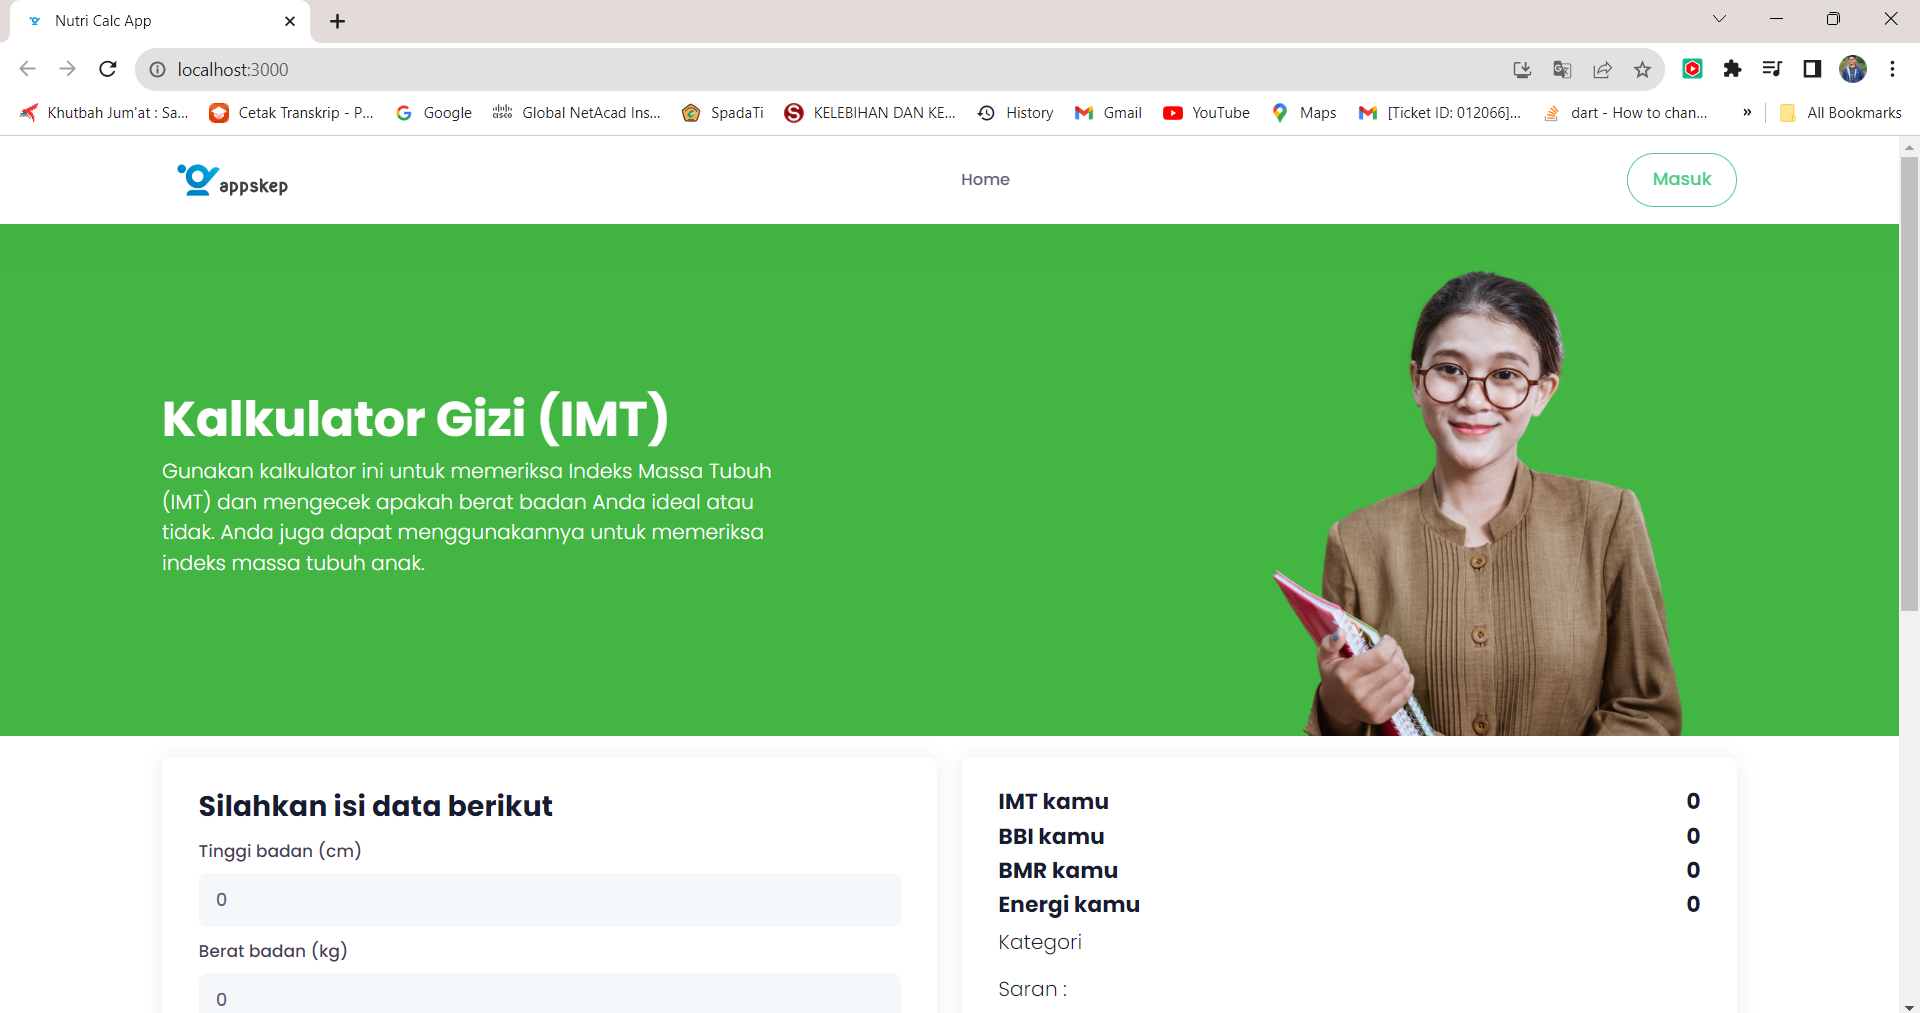 Nutri Calc App
localhost:3000
Khutbah Jum'at : Sa...
Cetak Transkrip - P...
Google
Global NetAcad Ins...
SpadaTi
KELEBIHAN DAN KE...
History
Gmail
YouTube
Maps
[Ticket ID: 012066]...
dart - How to chan...
»
All Bookmarks
appskep
Home
Masuk
Kalkulator Gizi (IMT)
Gunakan kalkulator ini untuk memeriksa Indeks Massa Tubuh
(IMT) dan mengecek apakah berat badan Anda ideal atau
tidak. Anda juga dapat menggunakannya untuk memeriksa
indeks massa tubuh anak.
Silahkan isi data berikut
Tinggi badan (cm)
0
Berat badan (kg)
0
IMT kamu 0
BBI kamu 0
BMR kamu 0
Energi kamu 0
Kategori
Saran :